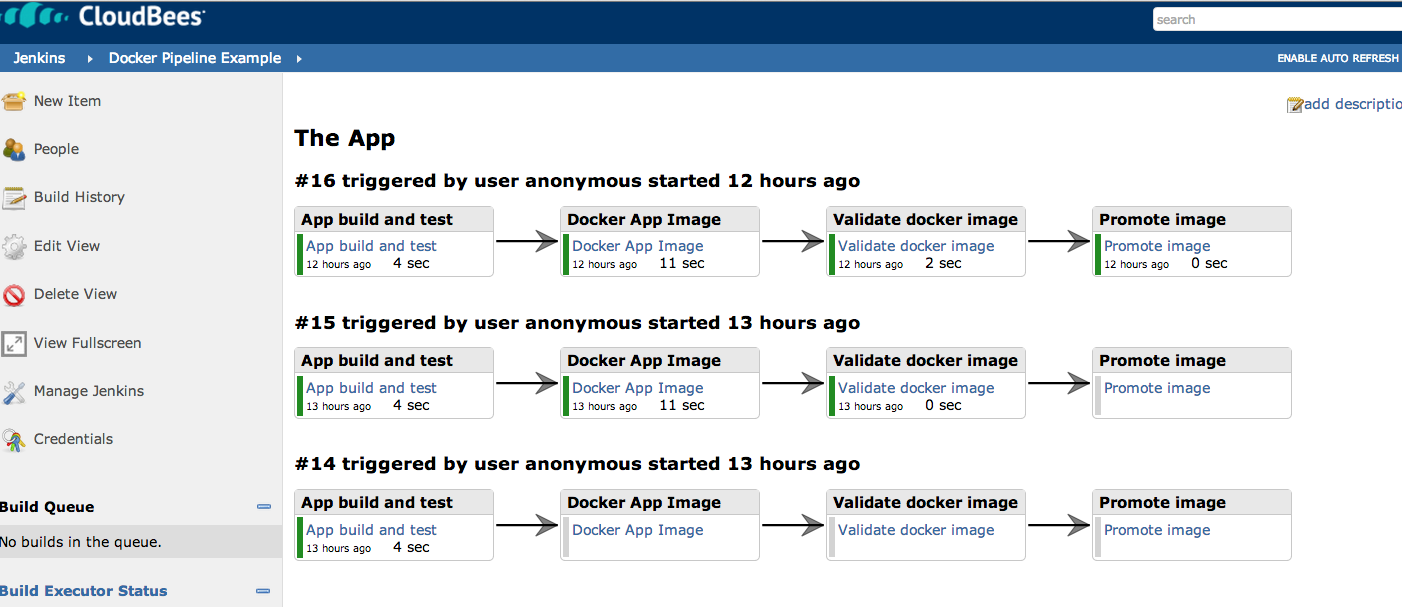 CloudBees
search
Jenkins Docker Pipeline Example ENABLE AUTO REFRESH
New Item
People
Build History
Edit View
Delete View
View Fullscreen
Manage Jenkins
Credentials
Build Queue
No builds in the queue.
Build Executor Status
add descriptio
The App
#16 triggered by user anonymous started 12 hours ago
App build and test Docker App Image Validate docker image Promote image
App build and test Docker App Image Validate docker image Promote image
12 hours ago 4 sec 12 hours ago 11 sec 12 hours ago 2 sec 12 hours ago 0 sec
#15 triggered by user anonymous started 13 hours ago
App build and test Docker App Image Validate docker image Promote image
App build and test Docker App Image Validate docker image Promote image
13 hours ago 4 sec 13 hours ago 11 sec 13 hours ago 0 sec
#14 triggered by user anonymous started 13 hours ago
App build and test Docker App Image Validate docker image Promote image
App build and test Docker App Image Validate docker image Promote image
13 hours ago 4 sec